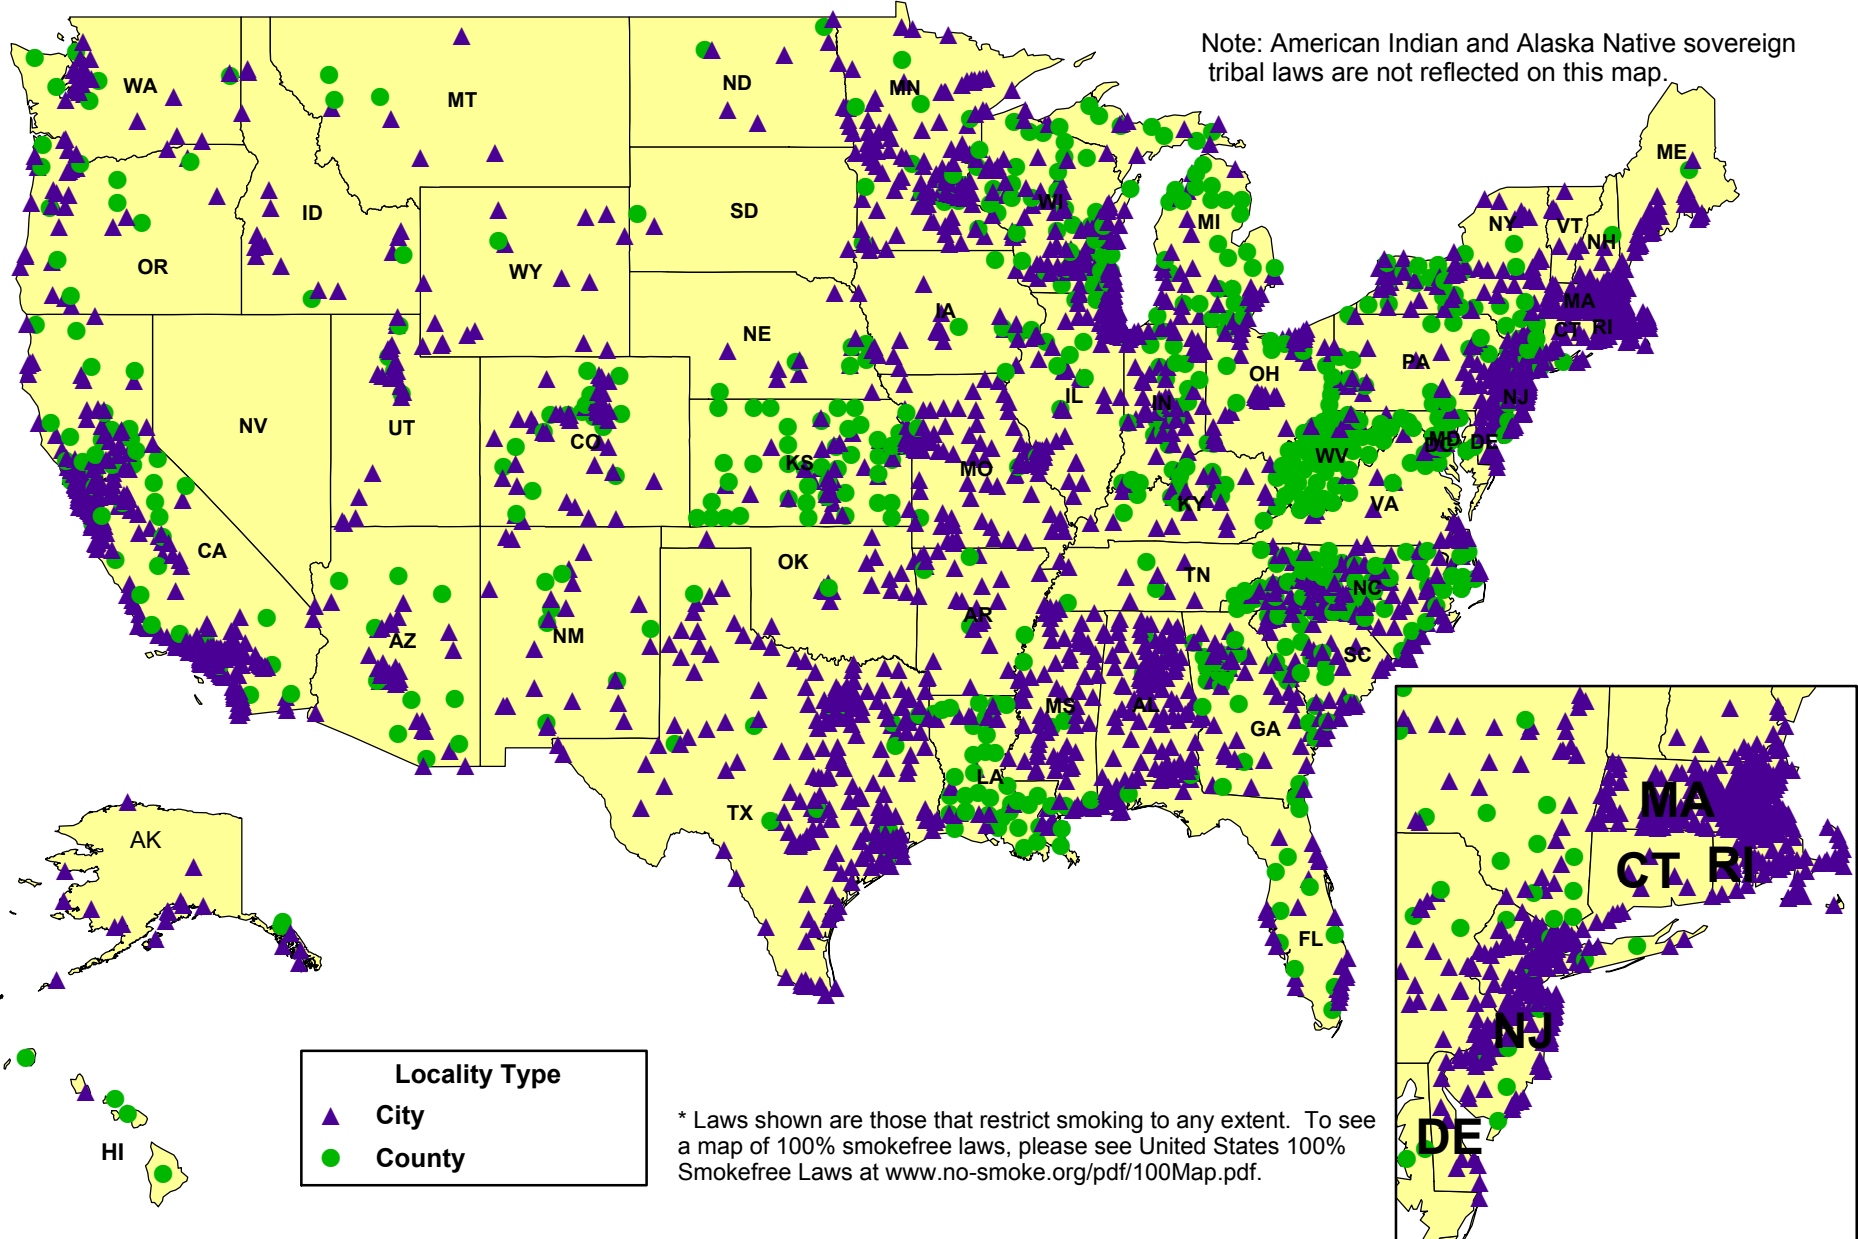 Note: American Indian and Alaska Native sovereign
tribal laws are not reflected on this map.
WA
MT
ND
MN
ME
OR
ID
SD
WI
MI
NY
VT
NH
WY
IA
NE
MA
CT
RI
PA
OH
IL
IN
NJ
NV
UT
CO
KS
MO
WV
MD
DC
DE
KY
VA
CA
OK
TN
NC
AR
AZ
NM
SC
MS
AL
GA
LA
TX
FL
AK
HI
MA
CT
RI
NJ
DE
Locality Type
City
County
* Laws shown are those that restrict smoking to any extent. To see
a map of 100% smokefree laws, please see United States 100%
Smokefree Laws at www.no-smoke.org/pdf/100Map.pdf.